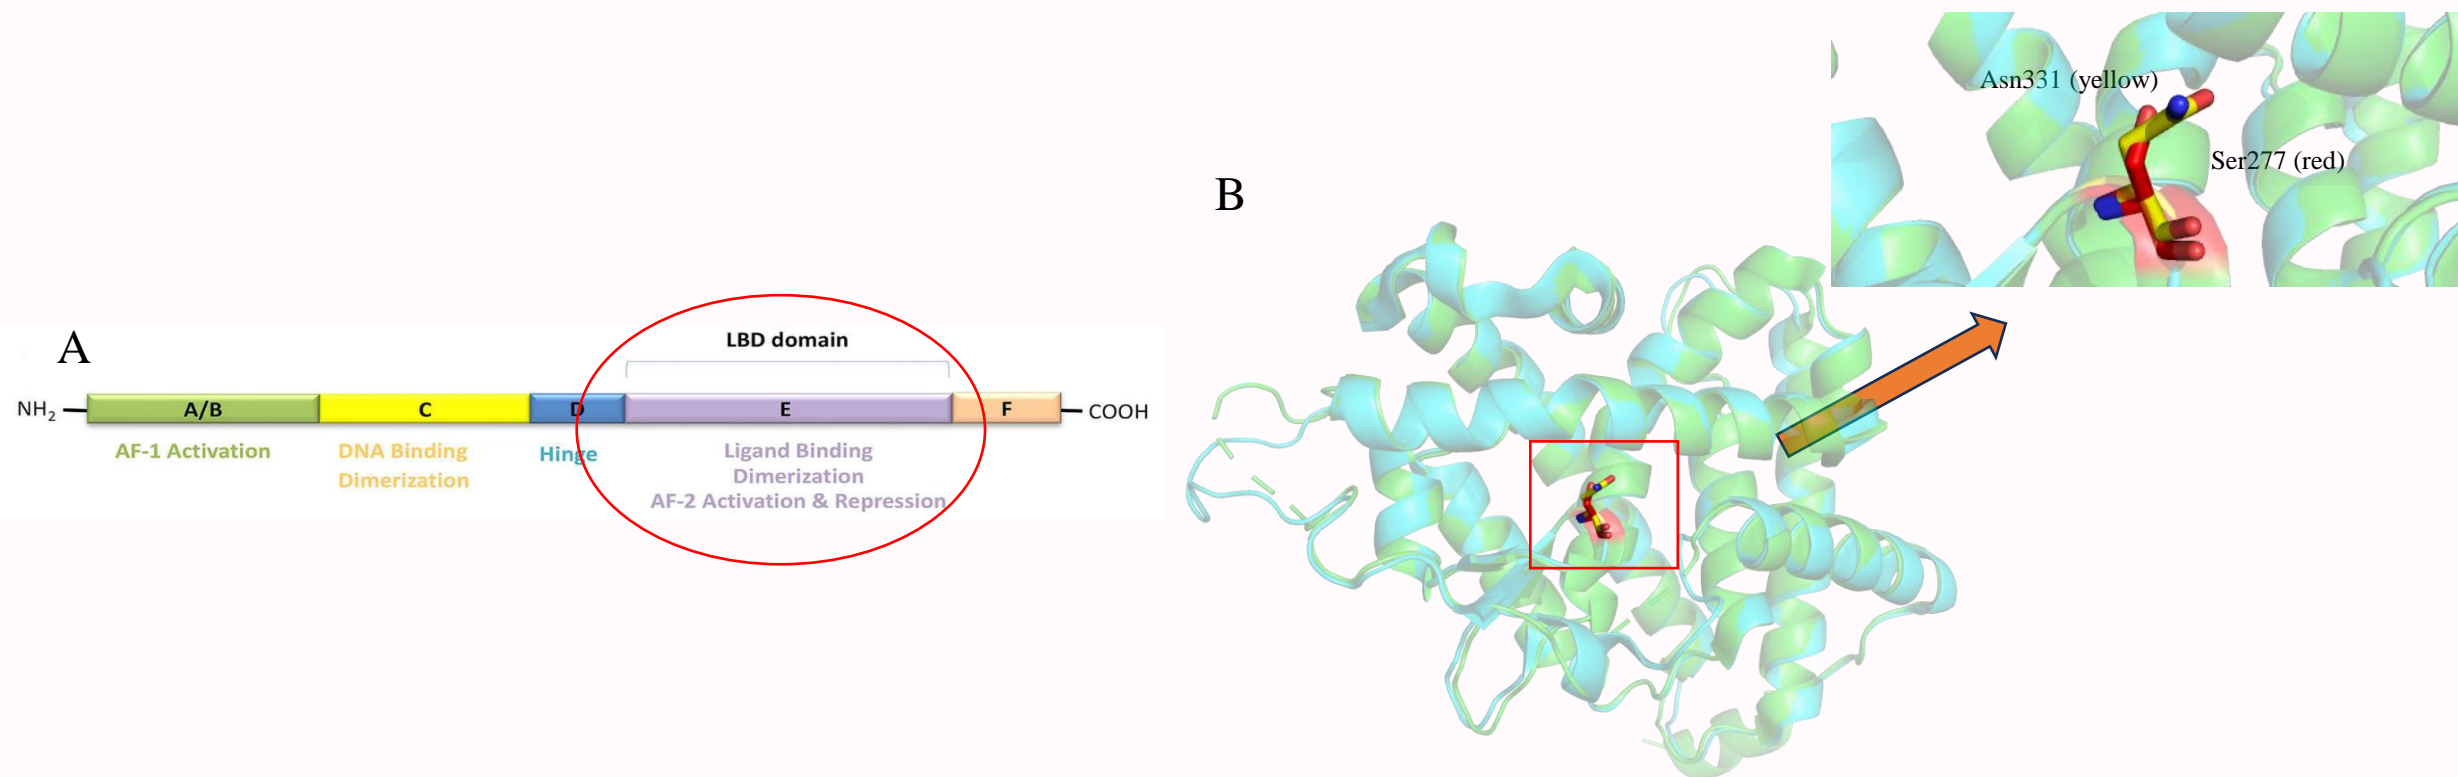 A
LBD domain
NH2
A/B
C
D
E
F
COOH
AF-1 Activation
DNA Binding
Dimerization
Hinge
Ligand Binding
Dimerization
AF-2 Activation & Repression
B
Asn331 (yellow)
Ser277 (red)